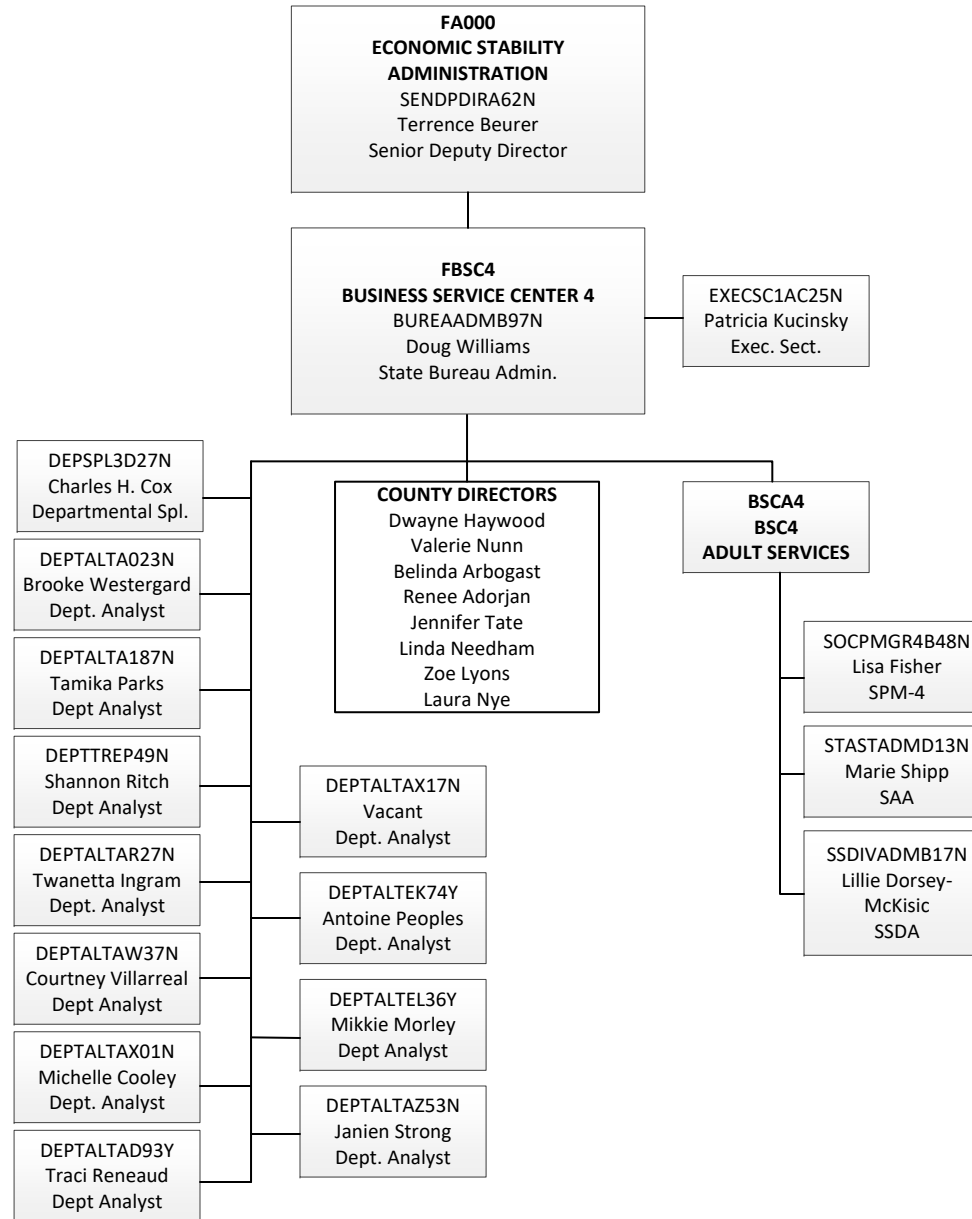 FA000
ECONOMIC STABILITY
ADMINISTRATION
SENDPDIRA62N
Terrence Beurer
Senior Deputy Director
FBSC4
BUSINESS SERVICE CENTER 4
BUREAADMB97N
Doug Williams
State Bureau Admin.
EXECSC1AC25N
Patricia Kucinsky
Exec. Sect.
DEPSPL3D27N
Charles H. Cox
Departmental Spl.
DEPTALTA023N
Brooke Westergard
Dept. Analyst
DEPTALTA187N
Tamika Parks
Dept Analyst
DEPTTREP49N
Shannon Ritch
Dept Analyst
DEPTALTAR27N
Twanetta Ingram
Dept. Analyst
DEPTALTAW37N
Courtney Villarreal
Dept Analyst
DEPTALTAX01N
Michelle Cooley
Dept. Analyst
DEPTALTAD93Y
Traci Reneaud
Dept Analyst
DEPTALTAX17N
Vacant
Dept. Analyst
DEPTALTEK74Y
Antoine Peoples
Dept. Analyst
DEPTALTEL36Y
Mikkie Morley
Dept Analyst
DEPTALTAZ53N
Janien Strong
Dept. Analyst
COUNTY DIRECTORS
Dwayne Haywood
Valerie Nunn
Belinda Arbogast
Renee Adorjan
Jennifer Tate
Linda Needham
Zoe Lyons
Laura Nye
BSCA4
BSC4
ADULT SERVICES
SOCPMGR4B48N
Lisa Fisher
SPM-4
STASTADMD13N
Marie Shipp
SAA
SSDIVADMB17N
Lillie Dorsey-
McKisic
SSDA